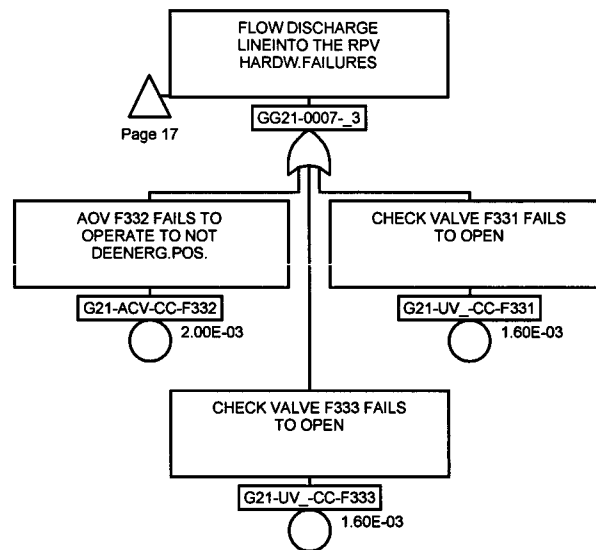 FLOW DISCHARGE
LINEINTO THE RPV
HARDW.FAILURES
Page 17
GG21-0007-_3
AOV F332 FAILS TO
OPERATE TO NOT
DEENERG.POS.
G21-ACV-CC-F332
2.00E-03
CHECK VALVE F331 FAILS
TO OPEN
G21-UV_-CC-F331
1.60E-03
CHECK VALVE F333 FAILS
TO OPEN
G21-UV_-CC-F333
1.60E-03